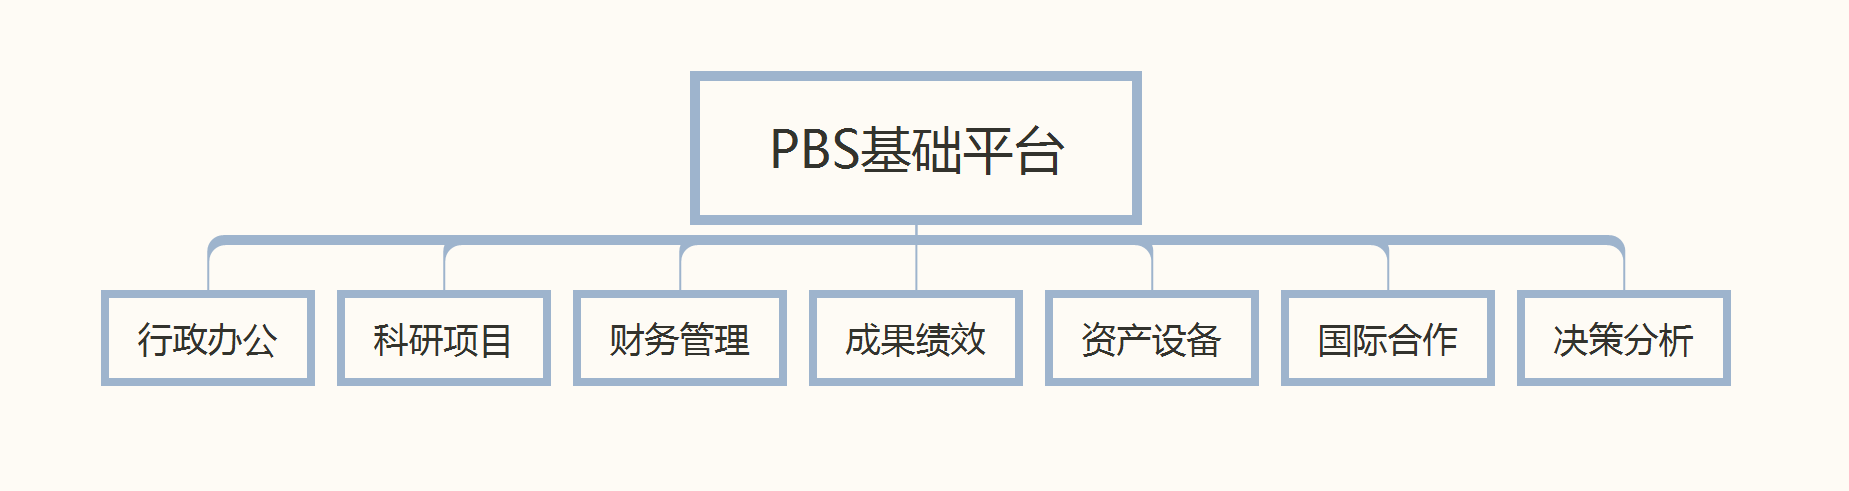 PBS基础平台
行政办公
科研项目
财务管理
成果绩效
资产设备
国际合作
决策分析